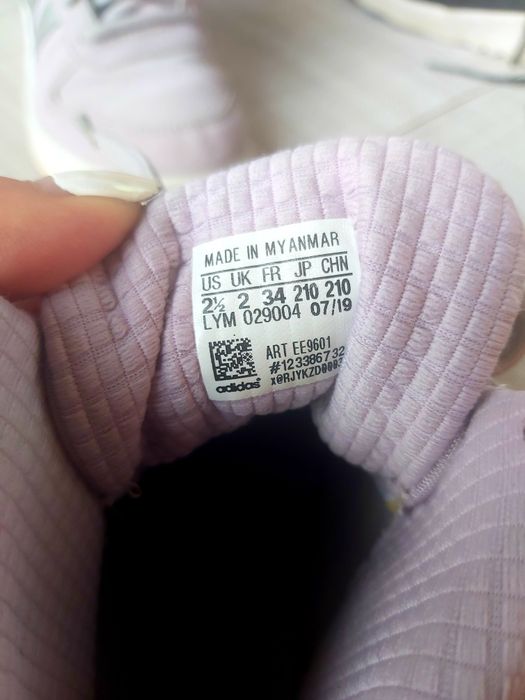 MADE IN MYANMAR
US UK FR JP CHN
2½ 2 34 210 210
LYM 029004 07/19
ART EE9601
#123386732
adidas